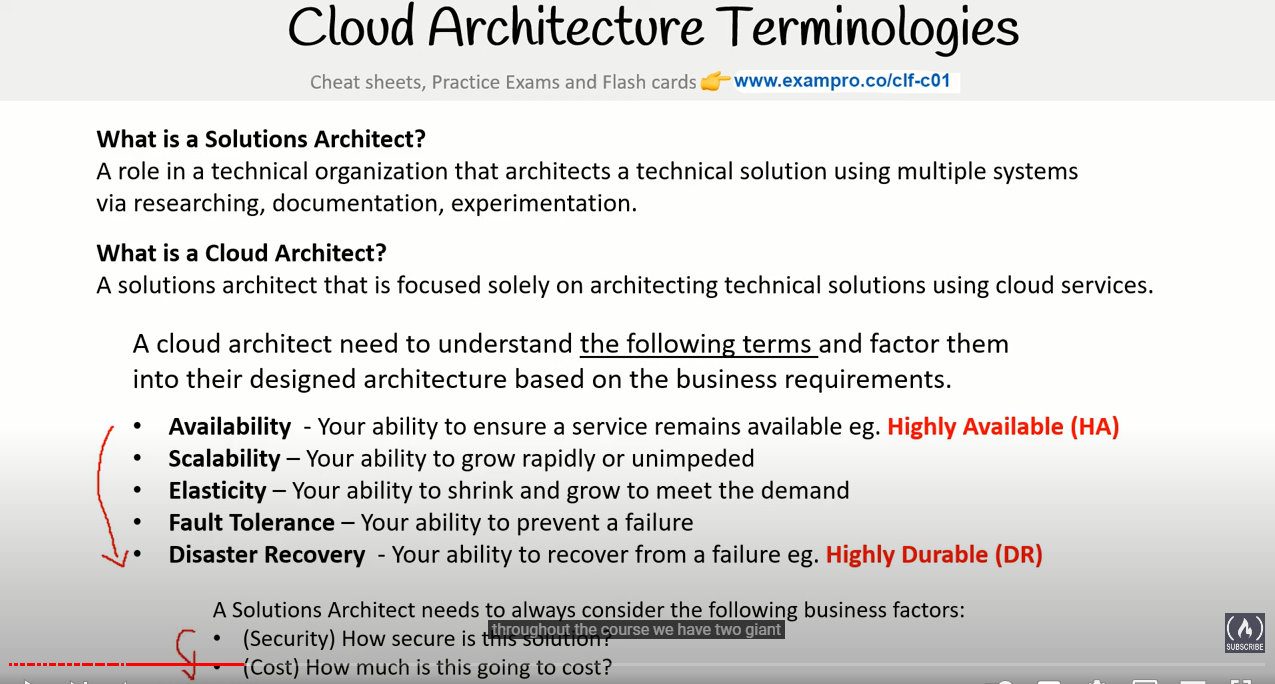 Cloud Architecture Terminologies
Cheat sheets, Practice Exams and Flash cards 👉 www.exampro.co/clf-c01
What is a Solutions Architect?
A role in a technical organization that architects a technical solution using multiple systems
via researching, documentation, experimentation.
What is a Cloud Architect?
A solutions architect that is focused solely on architecting technical solutions using cloud services.
A cloud architect need to understand the following terms and factor them
into their designed architecture based on the business requirements.
• Availability - Your ability to ensure a service remains available eg. Highly Available (HA)
• Scalability – Your ability to grow rapidly or unimpeded
• Elasticity – Your ability to shrink and grow to meet the demand
• Fault Tolerance – Your ability to prevent a failure
• Disaster Recovery - Your ability to recover from a failure eg. Highly Durable (DR)
A Solutions Architect needs to always consider the following business factors:
throughout the course we have two giant
• (Security) How secure is this solution?
• (Cost) How much is this going to cost?
SUBSCRIBE